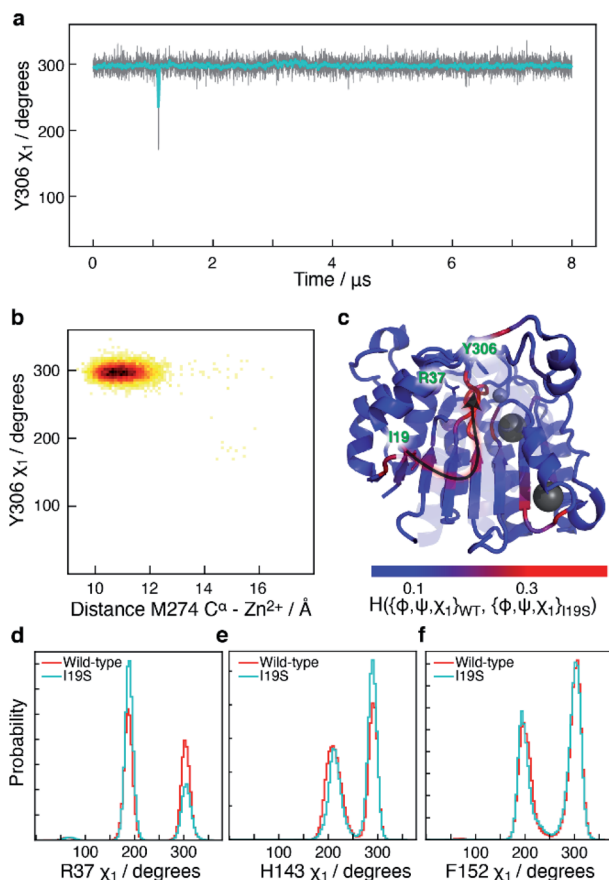 a
Y306 χ1 / degrees
300
200
100
0 2 4 6 8
Time / μs
b
Y306 χ1 / degrees
300
200
100
10 12 14 16
Distance M274 Cα - Zn2+ / Å
c
Y306
R37
I19
0.1 0.3
H({ϕ,ψ,χ1}WT, {ϕ,ψ,χ1}I19S)
d
Wild-type
I19S
Probability
100 200 300
R37 χ1 / degrees
e
Wild-type
I19S
100 200 300
H143 χ1 / degrees
f
Wild-type
I19S
100 200 300
F152 χ1 / degrees